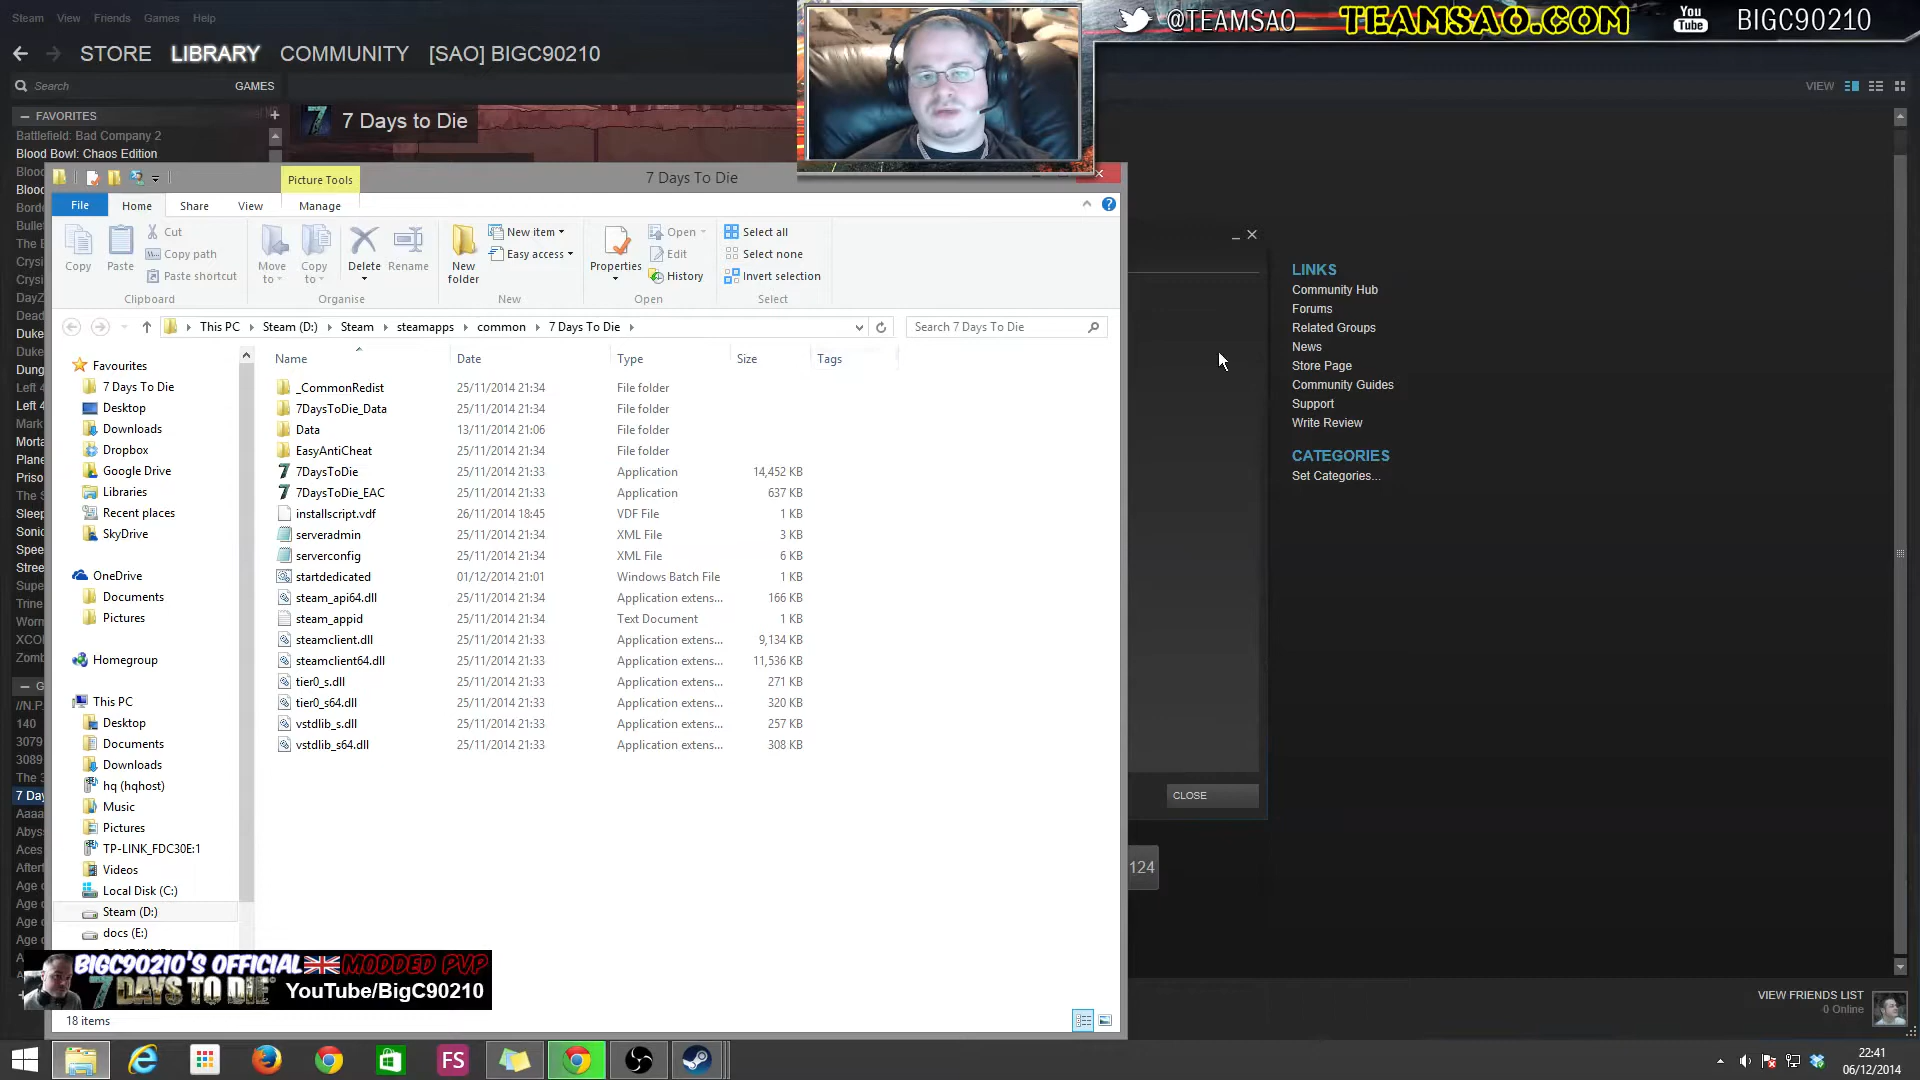 Steam View Friends Games Help
@TEAMSAO TEAMSAO.COM You Tube BIGC90210
STORE LIBRARY COMMUNITY [SAO] BIGC90210
Search GAMES
VIEW
FAVORITES
Battlefield: Bad Company 2
Blood Bowl: Chaos Edition
7 Days to Die
Picture Tools
7 Days To Die
File Home Share View Manage
Copy
Paste
Cut
Copy path
Paste shortcut
Clipboard
Move to
Copy to
Delete
Rename
Organise
New folder
New item
Easy access
New
Properties
Open
Edit
History
Open
Select all
Select none
Invert selection
Select
This PC Steam (D:) Steam steamapps common 7 Days To Die
Search 7 Days To Die
Favourites
7 Days To Die
Desktop
Downloads
Dropbox
Google Drive
Libraries
Recent places
SkyDrive
OneDrive
Documents
Pictures
Homegroup
This PC
Desktop
Documents
Downloads
hq (hqhost)
Music
Pictures
TP-LINK_FDC30E:1
Videos
Local Disk (C:)
Steam (D:)
docs (E:)
Name Date Type Size Tags
_CommonRedist 25/11/2014 21:34 File folder
7DaysToDie_Data 25/11/2014 21:34 File folder
Data 13/11/2014 21:06 File folder
EasyAntiCheat 25/11/2014 21:34 File folder
7DaysToDie 25/11/2014 21:33 Application 14,452 KB
7DaysToDie_EAC 25/11/2014 21:33 Application 637 KB
installscript.vdf 26/11/2014 18:45 VDF File 1 KB
serveradmin 25/11/2014 21:34 XML File 3 KB
serverconfig 25/11/2014 21:34 XML File 6 KB
startdedicated 01/12/2014 21:01 Windows Batch File 1 KB
steam_api64.dll 25/11/2014 21:34 Application extens... 166 KB
steam_appid 25/11/2014 21:34 Text Document 1 KB
steamclient.dll 25/11/2014 21:33 Application extens... 9,134 KB
steamclient64.dll 25/11/2014 21:33 Application extens... 11,536 KB
tier0_s.dll 25/11/2014 21:33 Application extens... 271 KB
tier0_s64.dll 25/11/2014 21:33 Application extens... 320 KB
vstdlib_s.dll 25/11/2014 21:33 Application extens... 257 KB
vstdlib_s64.dll 25/11/2014 21:33 Application extens... 308 KB
LINKS
Community Hub
Forums
Related Groups
News
Store Page
Community Guides
Support
Write Review
CATEGORIES
Set Categories...
CLOSE
124
BIGC90210'S OFFICIAL MODDED PVP
7 DAYS TO DIE YouTube/BigC90210
18 items
VIEW FRIENDS LIST
0 Online
FS
22:41
06/12/2014